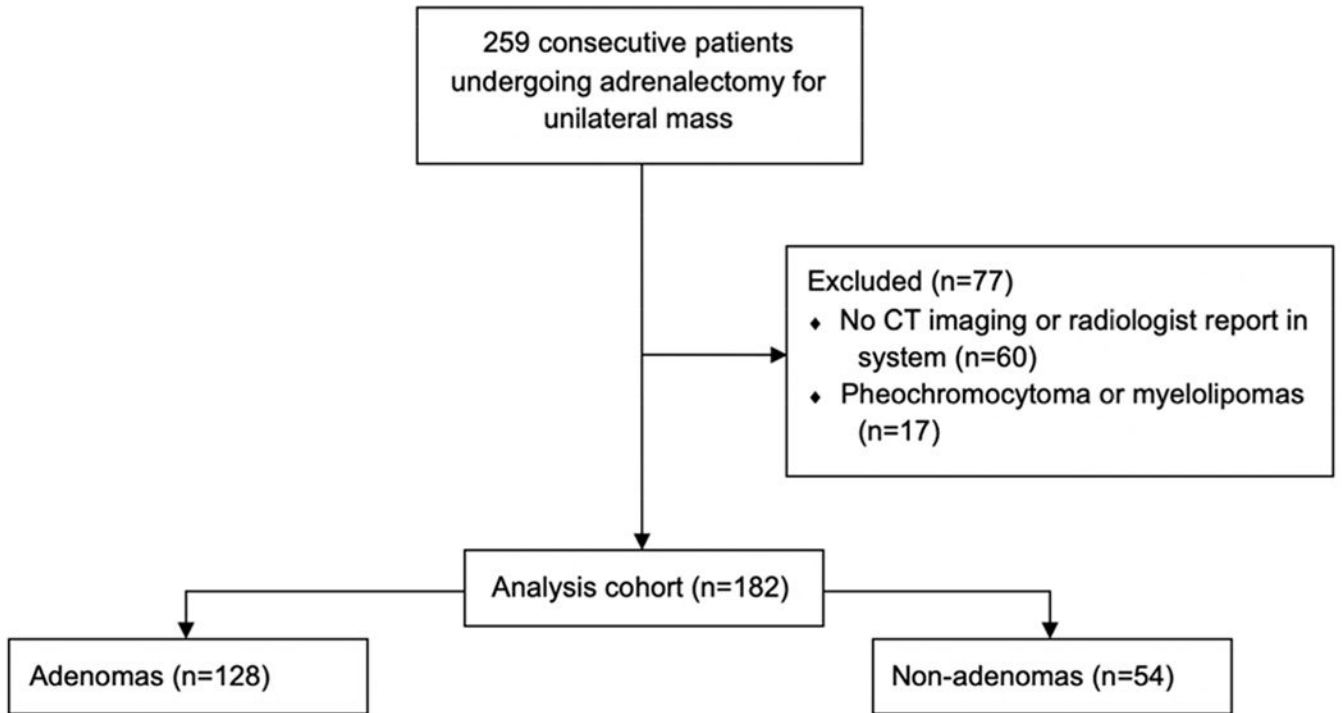 259 consecutive patients
undergoing adrenalectomy for
unilateral mass
Excluded (n=77)
♦ No CT imaging or radiologist report in
system (n=60)
♦ Pheochromocytoma or myelolipomas
(n=17)
Analysis cohort (n=182)
Adenomas (n=128)
Non-adenomas (n=54)